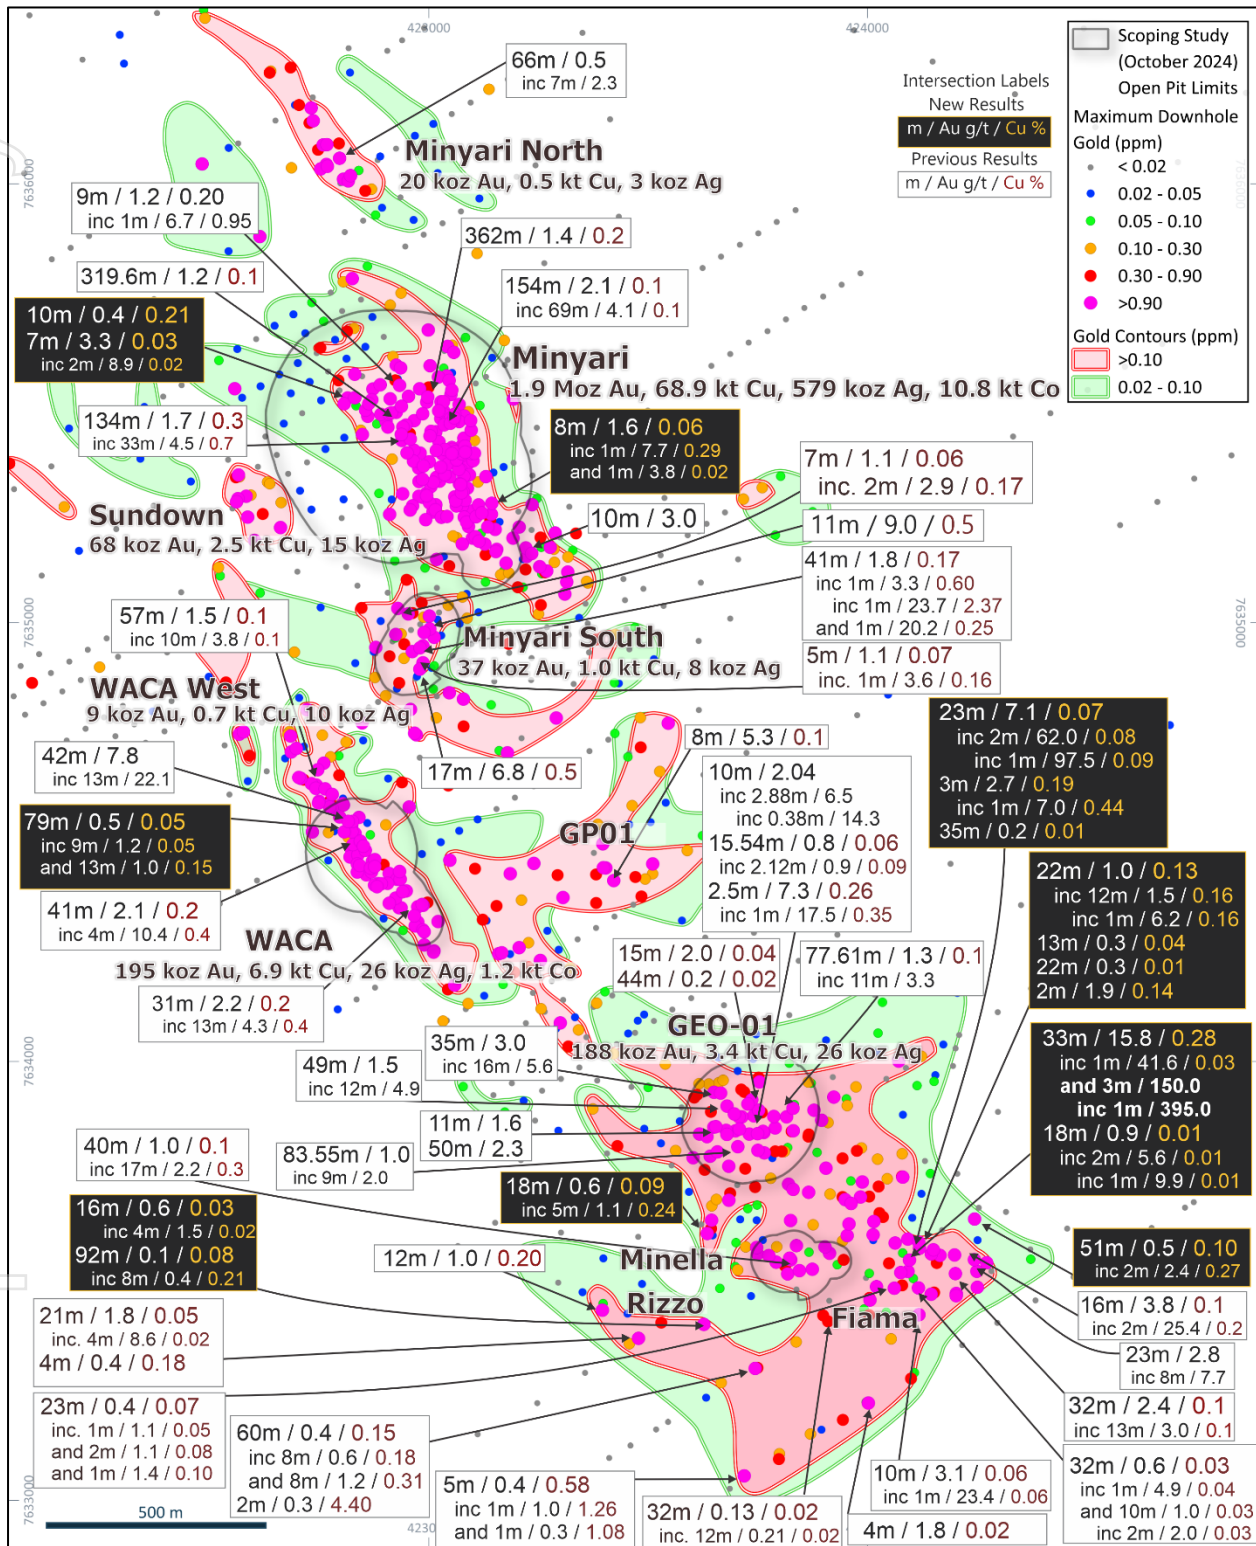 423000
424000
7636000
7636000
7635000
7635000
7634000
7633000
4230
Scoping Study
(October 2024)
Open Pit Limits
Maximum Downhole
Gold (ppm)
< 0.02
0.02 - 0.05
0.05 - 0.10
0.10 - 0.30
0.30 - 0.90
>0.90
Gold Contours (ppm)
>0.10
0.02 - 0.10
Intersection Labels
New Results
m / Au g/t / Cu %
Previous Results
m / Au g/t / Cu %
66m / 0.5
inc 7m / 2.3
Minyari North
20 koz Au, 0.5 kt Cu, 3 koz Ag
9m / 1.2 / 0.20
inc 1m / 6.7 / 0.95
362m / 1.4 / 0.2
319.6m / 1.2 / 0.1
154m / 2.1 / 0.1
inc 69m / 4.1 / 0.1
10m / 0.4 / 0.21
7m / 3.3 / 0.03
inc 2m / 8.9 / 0.02
Minyari
1.9 Moz Au, 68.9 kt Cu, 579 koz Ag, 10.8 kt Co
134m / 1.7 / 0.3
inc 33m / 4.5 / 0.7
8m / 1.6 / 0.06
inc 1m / 7.7 / 0.29
and 1m / 3.8 / 0.02
7m / 1.1 / 0.06
inc. 2m / 2.9 / 0.17
Sundown
68 koz Au, 2.5 kt Cu, 15 koz Ag
10m / 3.0
11m / 9.0 / 0.5
41m / 1.8 / 0.17
inc 1m / 3.3 / 0.60
inc 1m / 23.7 / 2.37
and 1m / 20.2 / 0.25
57m / 1.5 / 0.1
inc 10m / 3.8 / 0.1
Minyari South
37 koz Au, 1.0 kt Cu, 8 koz Ag
5m / 1.1 / 0.07
inc. 1m / 3.6 / 0.16
WACA West
9 koz Au, 0.7 kt Cu, 10 koz Ag
42m / 7.8
inc 13m / 22.1
17m / 6.8 / 0.5
8m / 5.3 / 0.1
23m / 7.1 / 0.07
inc 2m / 62.0 / 0.08
inc 1m / 97.5 / 0.09
3m / 2.7 / 0.19
inc 1m / 7.0 / 0.44
35m / 0.2 / 0.01
10m / 2.04
inc 2.88m / 6.5
inc 0.38m / 14.3
15.54m / 0.8 / 0.06
inc 2.12m / 0.9 / 0.09
2.5m / 7.3 / 0.26
inc 1m / 17.5 / 0.35
79m / 0.5 / 0.05
inc 9m / 1.2 / 0.05
and 13m / 1.0 / 0.15
GP01
22m / 1.0 / 0.13
inc 12m / 1.5 / 0.16
inc 1m / 6.2 / 0.16
13m / 0.3 / 0.04
22m / 0.3 / 0.01
2m / 1.9 / 0.14
41m / 2.1 / 0.2
inc 4m / 10.4 / 0.4
WACA
195 koz Au, 6.9 kt Cu, 26 koz Ag, 1.2 kt Co
15m / 2.0 / 0.04
44m / 0.2 / 0.02
77.61m / 1.3 / 0.1
inc 11m / 3.3
31m / 2.2 / 0.2
inc 13m / 4.3 / 0.4
GEO-01
188 koz Au, 3.4 kt Cu, 26 koz Ag
35m / 3.0
inc 16m / 5.6
49m / 1.5
inc 12m / 4.9
33m / 15.8 / 0.28
inc 1m / 41.6 / 0.03
and 3m / 150.0
inc 1m / 395.0
18m / 0.9 / 0.01
inc 2m / 5.6 / 0.01
inc 1m / 9.9 / 0.01
11m / 1.6
50m / 2.3
40m / 1.0 / 0.1
inc 17m / 2.2 / 0.3
83.55m / 1.0
inc 9m / 2.0
18m / 0.6 / 0.09
inc 5m / 1.1 / 0.24
16m / 0.6 / 0.03
inc 4m / 1.5 / 0.02
92m / 0.1 / 0.08
inc 8m / 0.4 / 0.21
12m / 1.0 / 0.20
Minella
Rizzo
Fiama
51m / 0.5 / 0.10
inc 2m / 2.4 / 0.27
16m / 3.8 / 0.1
inc 2m / 25.4 / 0.2
21m / 1.8 / 0.05
inc. 4m / 8.6 / 0.02
4m / 0.4 / 0.18
23m / 2.8
inc 8m / 7.7
23m / 0.4 / 0.07
inc. 1m / 1.1 / 0.05
and 2m / 1.1 / 0.08
and 1m / 1.4 / 0.10
32m / 2.4 / 0.1
inc 13m / 3.0 / 0.1
60m / 0.4 / 0.15
inc 8m / 0.6 / 0.18
and 8m / 1.2 / 0.31
2m / 0.3 / 4.40
5m / 0.4 / 0.58
inc 1m / 1.0 / 1.26
and 1m / 0.3 / 1.08
32m / 0.13 / 0.02
inc. 12m / 0.21 / 0.02
10m / 3.1 / 0.06
inc 1m / 23.4 / 0.06
4m / 1.8 / 0.02
32m / 0.6 / 0.03
inc 1m / 4.9 / 0.04
and 10m / 1.0 / 0.03
inc 2m / 2.0 / 0.03
500 m